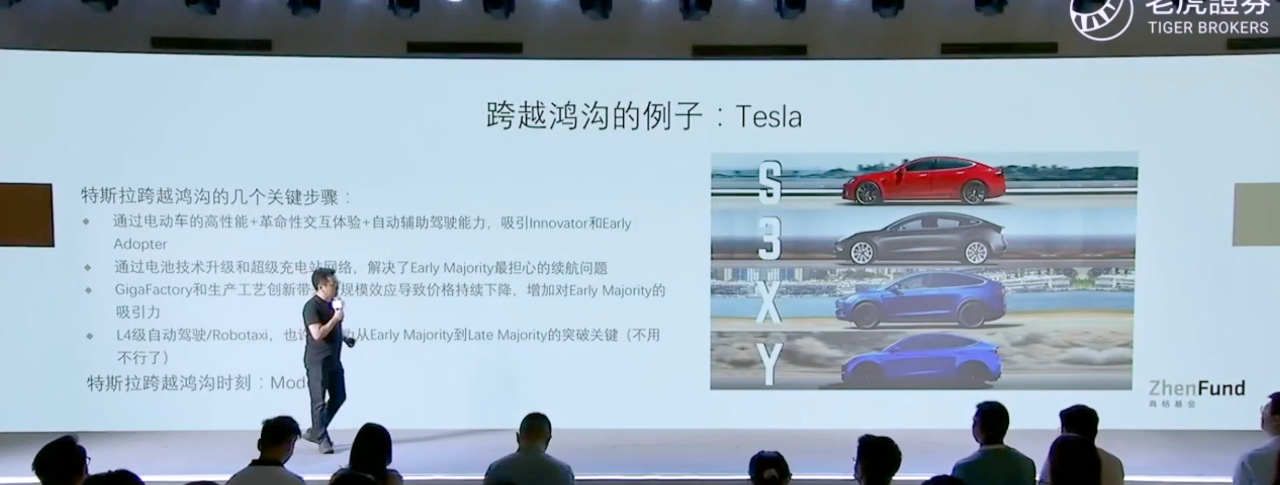 老虎證券
TIGER BROKERS
跨越鸿沟的例子：Tesla
特斯拉跨越鸿沟的几个关键步骤：
通过电动车的高性能+革命性交互体验+自动辅助驾驶能力，吸引Innovator和Early
Adopter
通过电池技术升级和超级充电站网络，解决了Early Majority最担心的续航问题
GigaFactory和生产工艺创新带 规模效应导致价格持续下降，增加对Early Majority的
吸引力
L4级自动驾驶/Robotaxi，也许 从Early Majority到Late Majority的突破关键（不用
不行了）
特斯拉跨越鸿沟时刻：Mod
S
3
X
Y
ZhenFund
真格基金